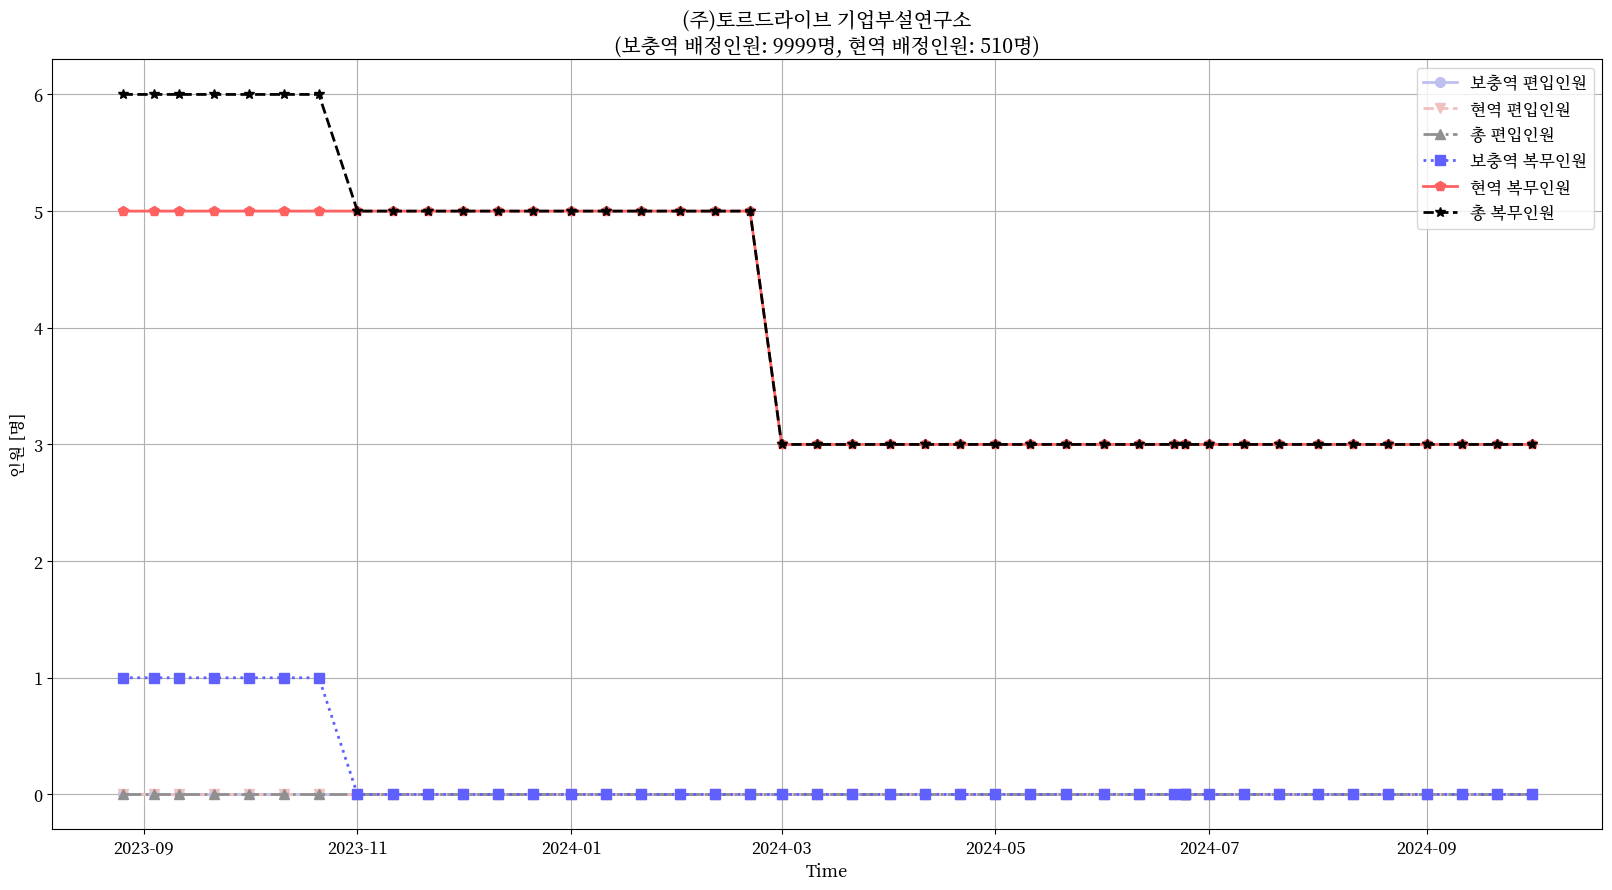 (주)토르드라이브 기업부설연구소
(보충역 배정인원: 9999명, 현역 배정인원: 510명)
보충역 편입인원
현역 편입인원
총 편입인원
보충역 복무인원
현역 복무인원
총 복무인원
6
5
4
3
2
1
0
인원 [명]
2023-09 2023-11 2024-01 2024-03 2024-05 2024-07 2024-09
Time